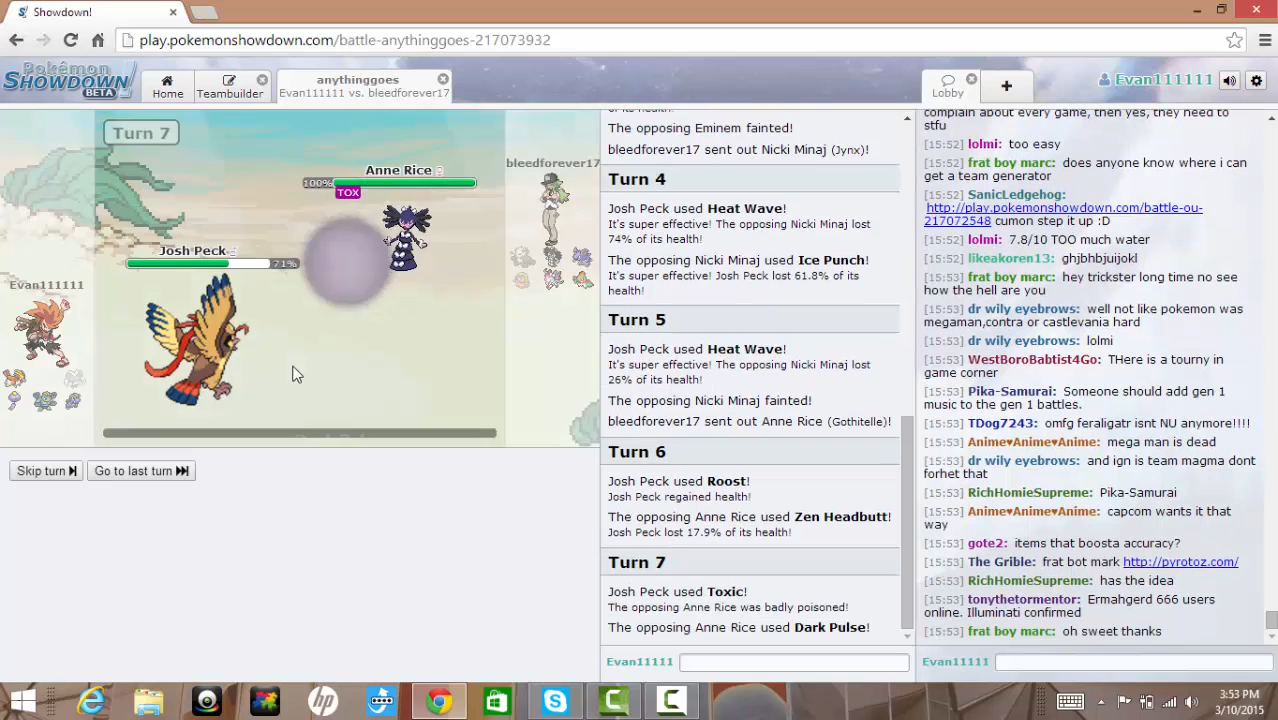 Showdown!
play.pokemonshowdown.com/battle-anythinggoes-217073932
Pokémon
SHOWDOWN
BETA
Home
Teambuilder
anythinggoes
Evan111111 vs. bleedforever17
Lobby
Evan111111
Turn 7
Anne Rice
100%
TOX
Josh Peck
71%
Evan111111
bleedforever17
Skip turn
Go to last turn
of its health!
The opposing Eminem fainted!
bleedforever17 sent out Nicki Minaj (Jynx)!
Turn 4
Josh Peck used Heat Wave!
It's super effective! The opposing Nicki Minaj lost
74% of its health!
The opposing Nicki Minaj used Ice Punch!
It's super effective! Josh Peck lost 61.8% of its
health!
Turn 5
Josh Peck used Heat Wave!
It's super effective! The opposing Nicki Minaj lost
26% of its health!
The opposing Nicki Minaj fainted!
bleedforever17 sent out Anne Rice (Gothitelle)!
Turn 6
Josh Peck used Roost!
Josh Peck regained health!
The opposing Anne Rice used Zen Headbutt!
Josh Peck lost 17.9% of its health!
Turn 7
Josh Peck used Toxic!
The opposing Anne Rice was badly poisoned!
The opposing Anne Rice used Dark Pulse!
Evan11111
complain about every game, then yes, they need to
stfu
[15:52] lolmi: too easy
[15:52] frat boy marc: does anyone know where i can
get a team generator
[15:52] SanicLedgehog:
http://play.pokemonshowdown.com/battle-ou-
217072548 cumon step it up :D
[15:52] lolmi: 7.8/10 TOO much water
[15:52] likeakoren13: ghjbhbjuijokl
[15:53] frat boy marc: hey trickster long time no see
how the hell are you
[15:53] dr wily eyebrows: well not like pokemon was
megaman,contra or castlevania hard
[15:53] dr wily eyebrows: lolmi
[15:53] WestBoroBabtist4Go: THere is a tourny in
game corner
[15:53] Pika-Samurai: Someone should add gen 1
music to the gen 1 battles.
[15:53] TDog7243: omfg feraligatr isnt NU anymore!!!!
[15:53] Anime♥Anime♥Anime: mega man is dead
[15:53] dr wily eyebrows: and ign is team magma dont
forhet that
[15:53] RichHomieSupreme: Pika-Samurai
[15:53] Anime♥Anime♥Anime: capcom wants it that
way
[15:53] gote2: items that boosta accuracy?
[15:53] The Grible: frat bot mark http://pyrotoz.com/
[15:53] RichHomieSupreme: has the idea
[15:53] tonythetormentor: Ermahgerd 666 users
online. Illuminati confirmed
[15:53] frat boy marc: oh sweet thanks
Evan11111
3:53 PM
3/10/2015